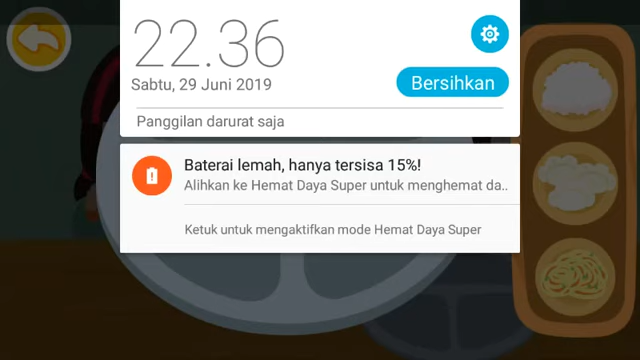 22.36
Sabtu, 29 Juni 2019
Bersihkan
Panggilan darurat saja
Baterai lemah, hanya tersisa 15%!
Alihkan ke Hemat Daya Super untuk menghemat da..
Ketuk untuk mengaktifkan mode Hemat Daya Super